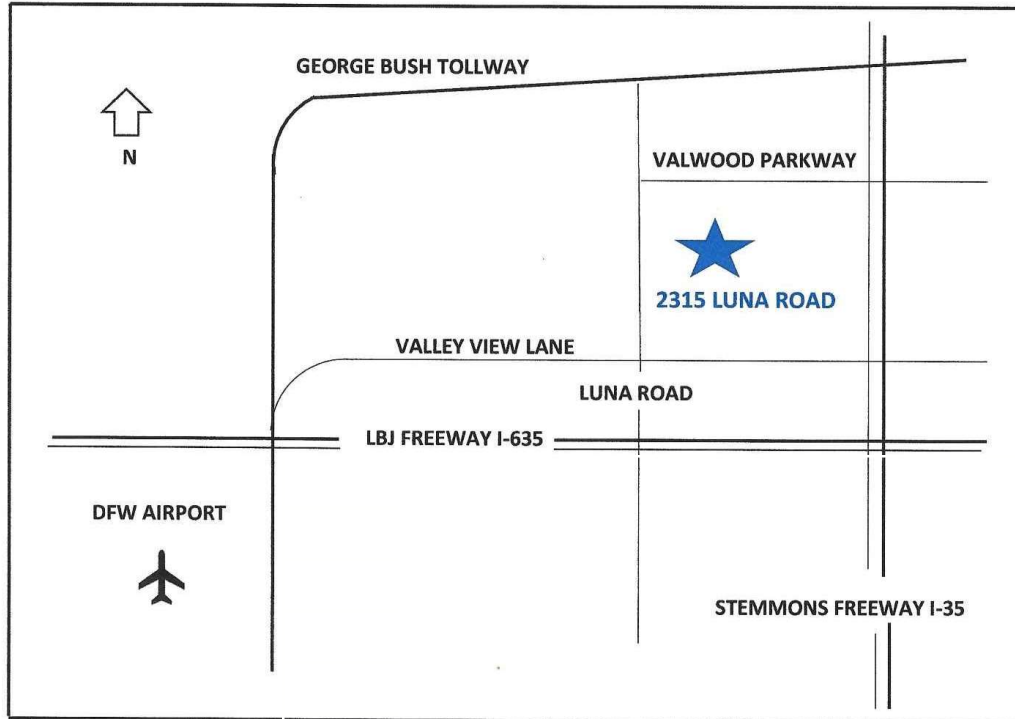 GEORGE BUSH TOLLWAY
N
VALWOOD PARKWAY
2315 LUNA ROAD
VALLEY VIEW LANE
LUNA ROAD
LBJ FREEWAY I-635
DFW AIRPORT
STEMMONS FREEWAY I-35